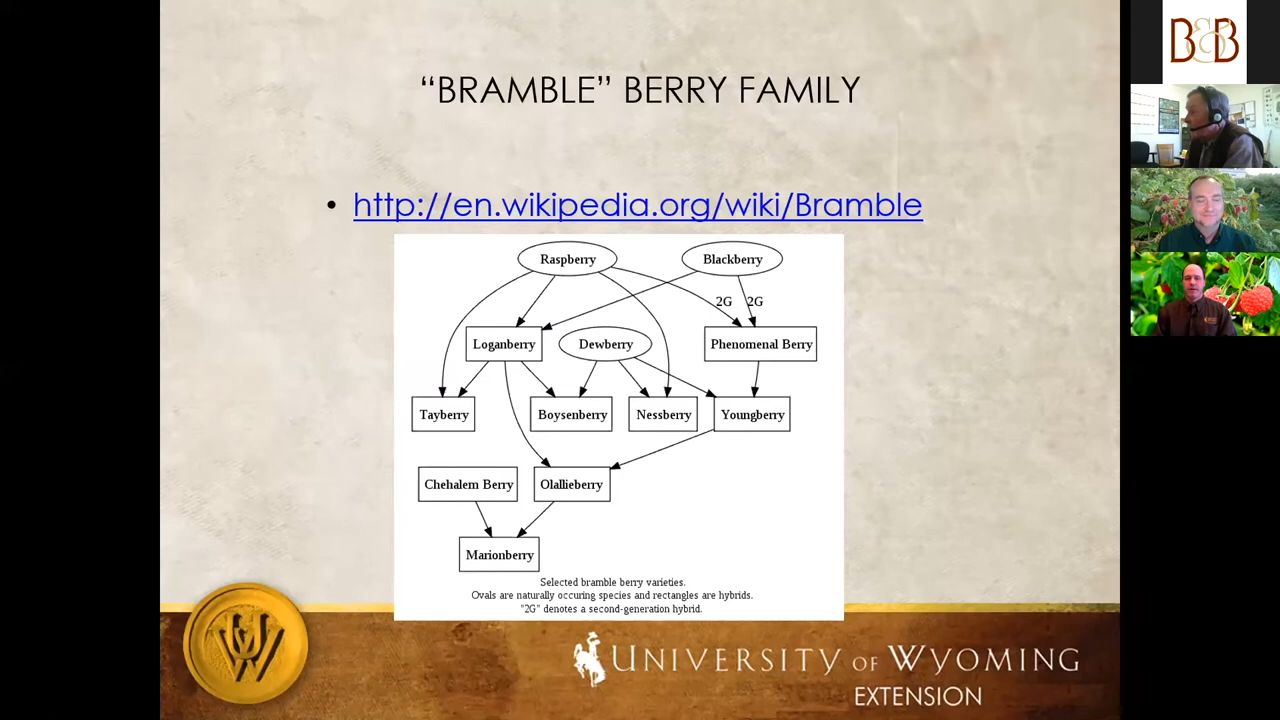 “BRAMBLE” BERRY FAMILY
• http://en.wikipedia.org/wiki/Bramble
Raspberry
Blackberry
2G
2G
Loganberry
Dewberry
Phenomenal Berry
Tayberry
Boysenberry
Nessberry
Youngberry
Chehalem Berry
Olallieberry
Marionberry
Selected bramble berry varieties.
Ovals are naturally occuring species and rectangles are hybrids.
"2G" denotes a second-generation hybrid.
UW
UNIVERSITY OF WYOMING
EXTENSION
B&B